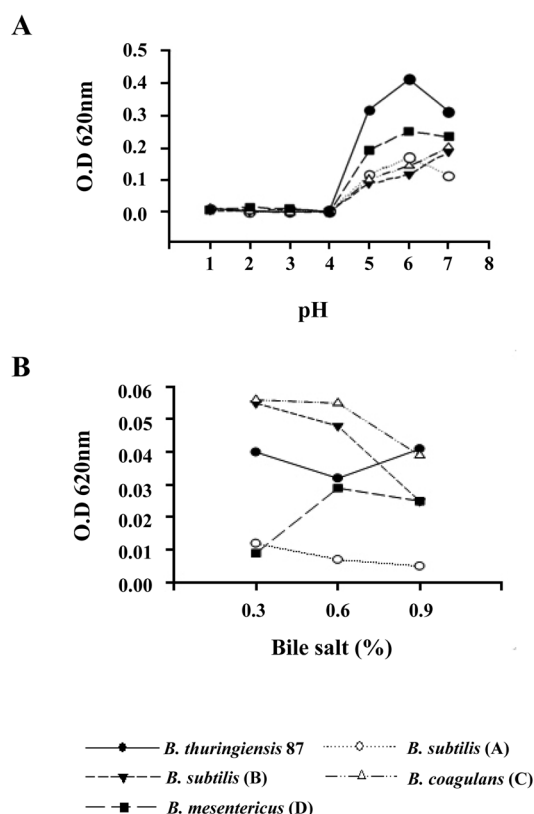 A
0.5
0.4
0.3
0.2
0.1
0.0
O.D 620nm
1 2 3 4 5 6 7 8
pH
B
0.06
0.05
0.04
0.03
0.02
0.01
0.00
O.D 620nm
0.3 0.6 0.9
Bile salt (%)
B. thuringiensis 87 B. subtilis (A)
B. subtilis (B) B. coagulans (C)
B. mesentericus (D)